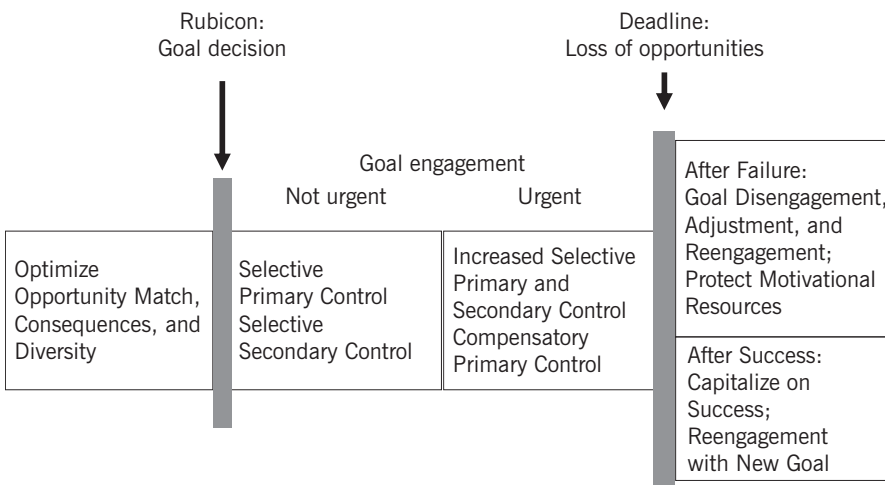 Rubicon:
Goal decision
Deadline:
Loss of opportunities
Goal engagement
Not urgent
Urgent
Optimize
Opportunity Match,
Consequences, and
Diversity
Selective
Primary Control
Selective
Secondary Control
Increased Selective
Primary and
Secondary Control
Compensatory
Primary Control
After Failure:
Goal Disengagement,
Adjustment, and
Reengagement;
Protect Motivational
Resources
After Success:
Capitalize on
Success;
Reengagement
with New Goal